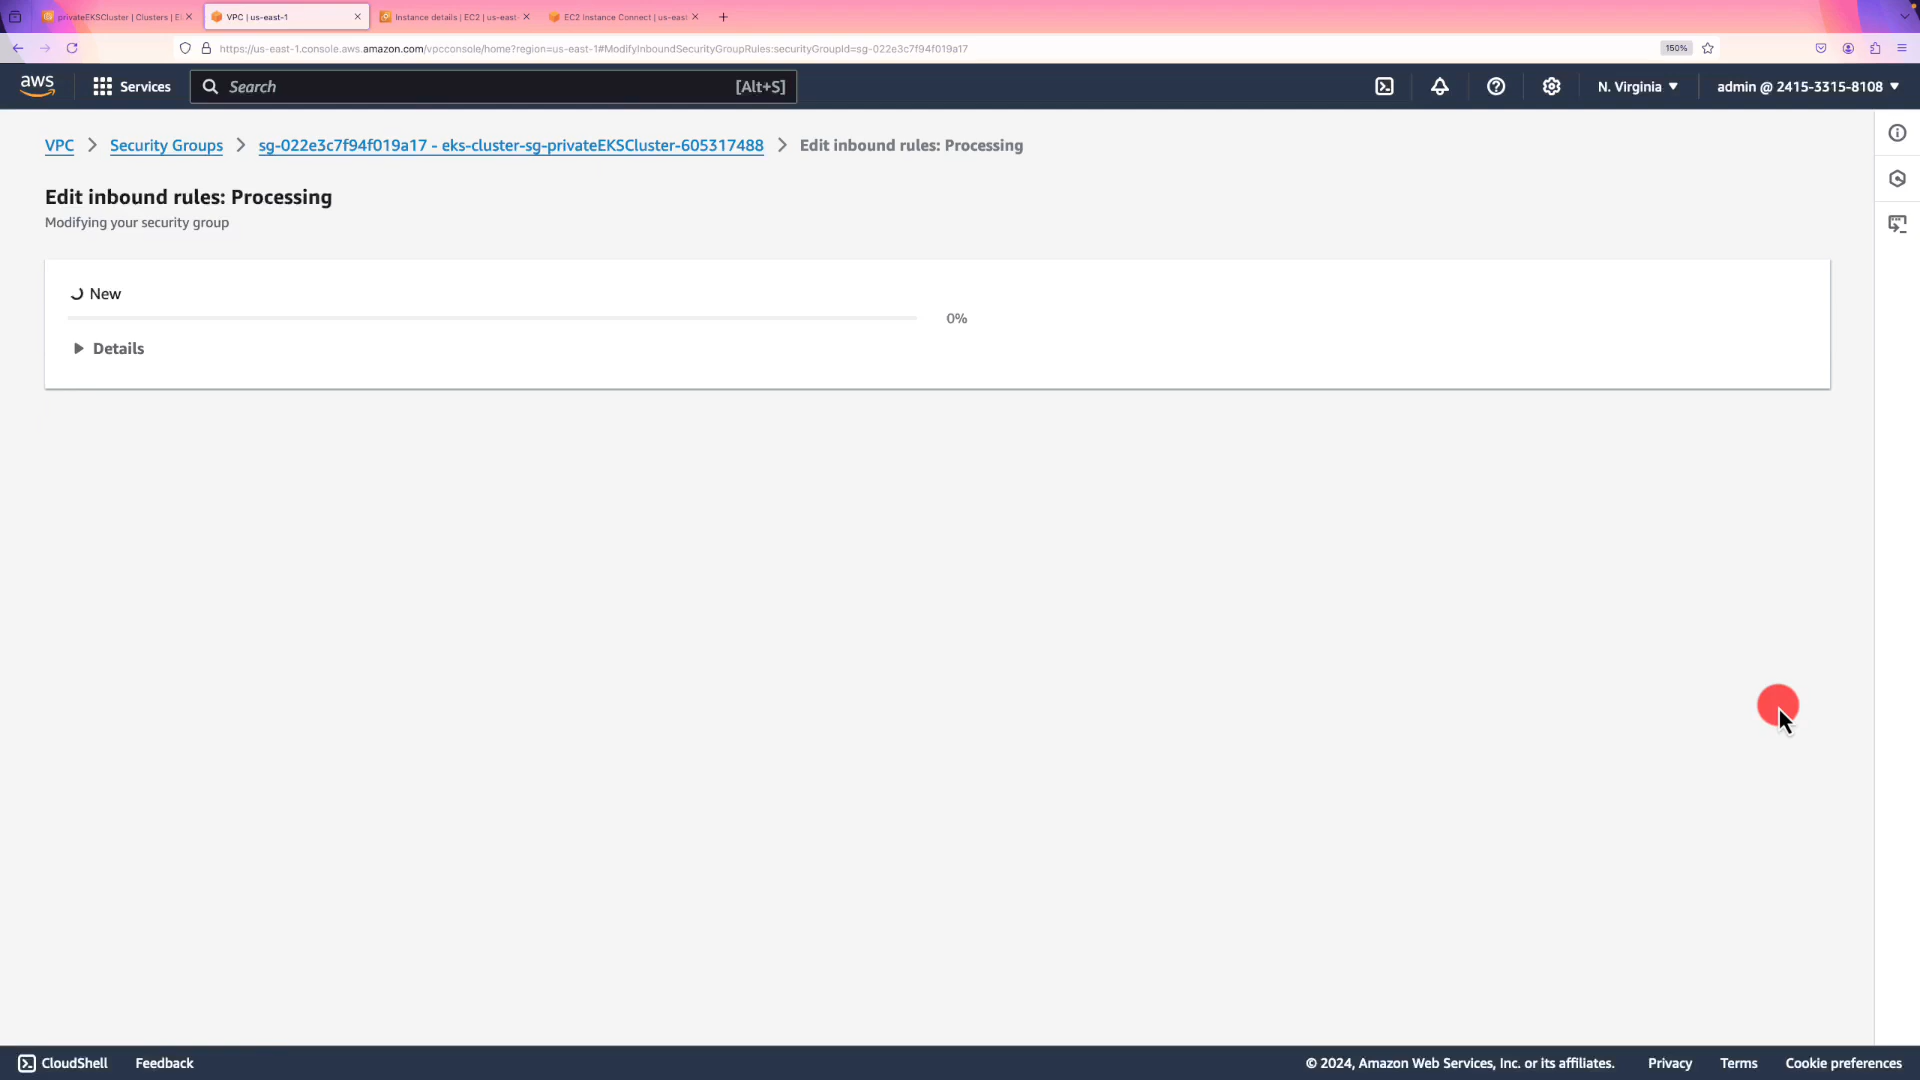 privateEKSCluster | Clusters | E
VPC | us-east-1
Instance details | EC2 | us-east-
EC2 Instance Connect | us-east
https://us-east-1.console.aws.amazon.com/vpcconsole/home?region=us-east-1#ModifyInboundSecurityGroupRules:securityGroupId=sg-022e3c7f94f019a17
150%
aws
Services
Search
[Alt+S]
N. Virginia
admin @ 2415-3315-8108
VPC
Security Groups
sg-022e3c7f94f019a17 - eks-cluster-sg-privateEKSCluster-605317488
Edit inbound rules: Processing
Edit inbound rules: Processing
Modifying your security group
New
0%
Details
CloudShell
Feedback
© 2024, Amazon Web Services, Inc. or its affiliates.
Privacy
Terms
Cookie preferences